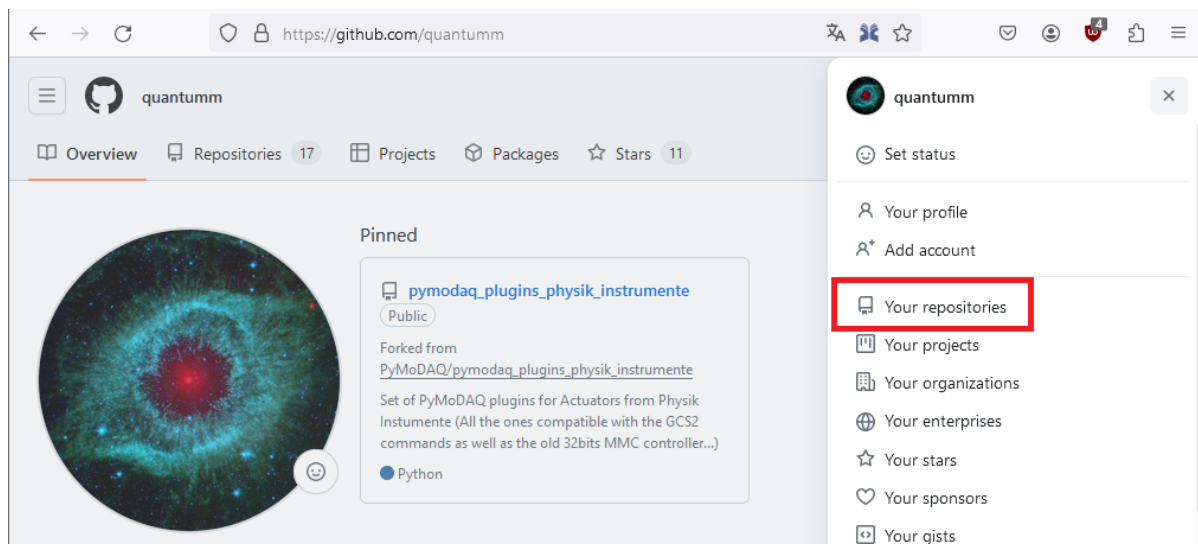 https://github.com/quantumm
4
quantumm
Overview Repositories 17 Projects Packages Stars 11
Pinned
pymodaq_plugins_physik_instrumente
Public
Forked from
PyMoDAQ/pymodaq_plugins_physik_instrumente
Set of PyMoDAQ plugins for Actuators from Physik
Instumente (All the ones compatible with the GCS2
commands as well as the old 32bits MMC controller...)
Python
quantumm
Set status
Your profile
Add account
Your repositories
Your projects
Your organizations
Your enterprises
Your stars
Your sponsors
Your gists